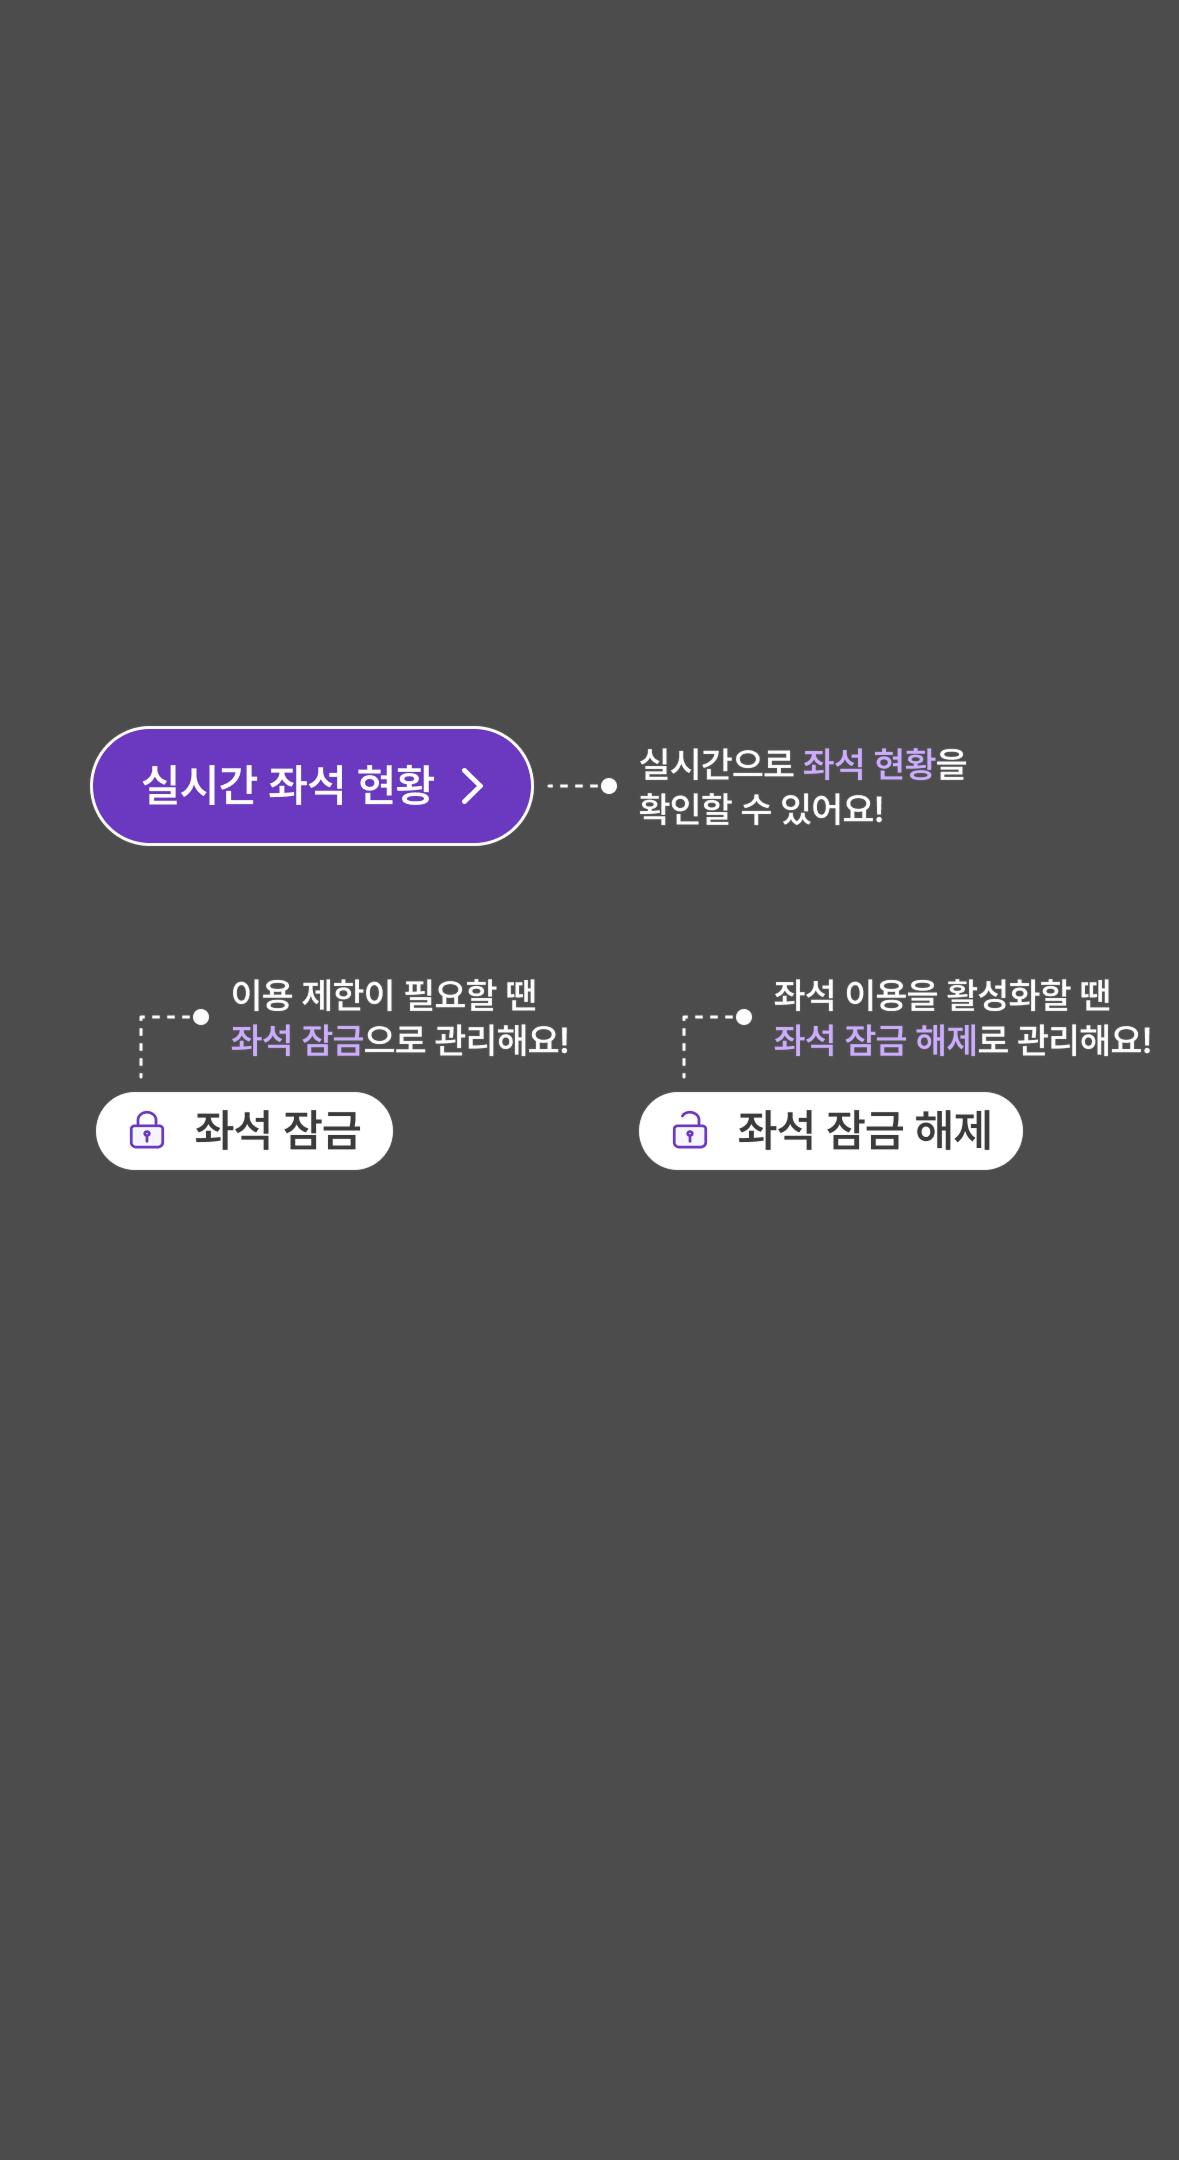 실시간 좌석 현황
실시간으로 좌석 현황을
확인할 수 있어요!
이용 제한이 필요할 땐
좌석 잠금으로 관리해요!
좌석 잠금
좌석 이용을 활성화할 땐
좌석 잠금 해제로 관리해요!
좌석 잠금 해제